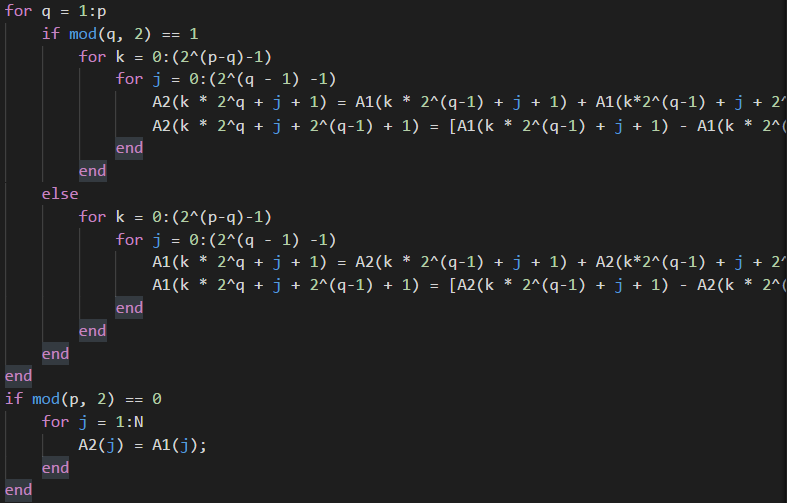 for q = 1:p
if mod(q, 2) == 1
for k = 0:(2^(p-q)-1)
for j = 0:(2^(q - 1) -1)
A2(k * 2^q + j + 1) = A1(k * 2^(q-1) + j + 1) + A1(k*2^(q-1) + j + 2^
A2(k * 2^q + j + 2^(q-1) + 1) = [A1(k * 2^(q-1) + j + 1) - A1(k * 2^(
end
end
else
for k = 0:(2^(p-q)-1)
for j = 0:(2^(q - 1) -1)
A1(k * 2^q + j + 1) = A2(k * 2^(q-1) + j + 1) + A2(k*2^(q-1) + j + 2^
A1(k * 2^q + j + 2^(q-1) + 1) = [A2(k * 2^(q-1) + j + 1) - A2(k * 2^(
end
end
end
end
if mod(p, 2) == 0
for j = 1:N
A2(j) = A1(j);
end
end